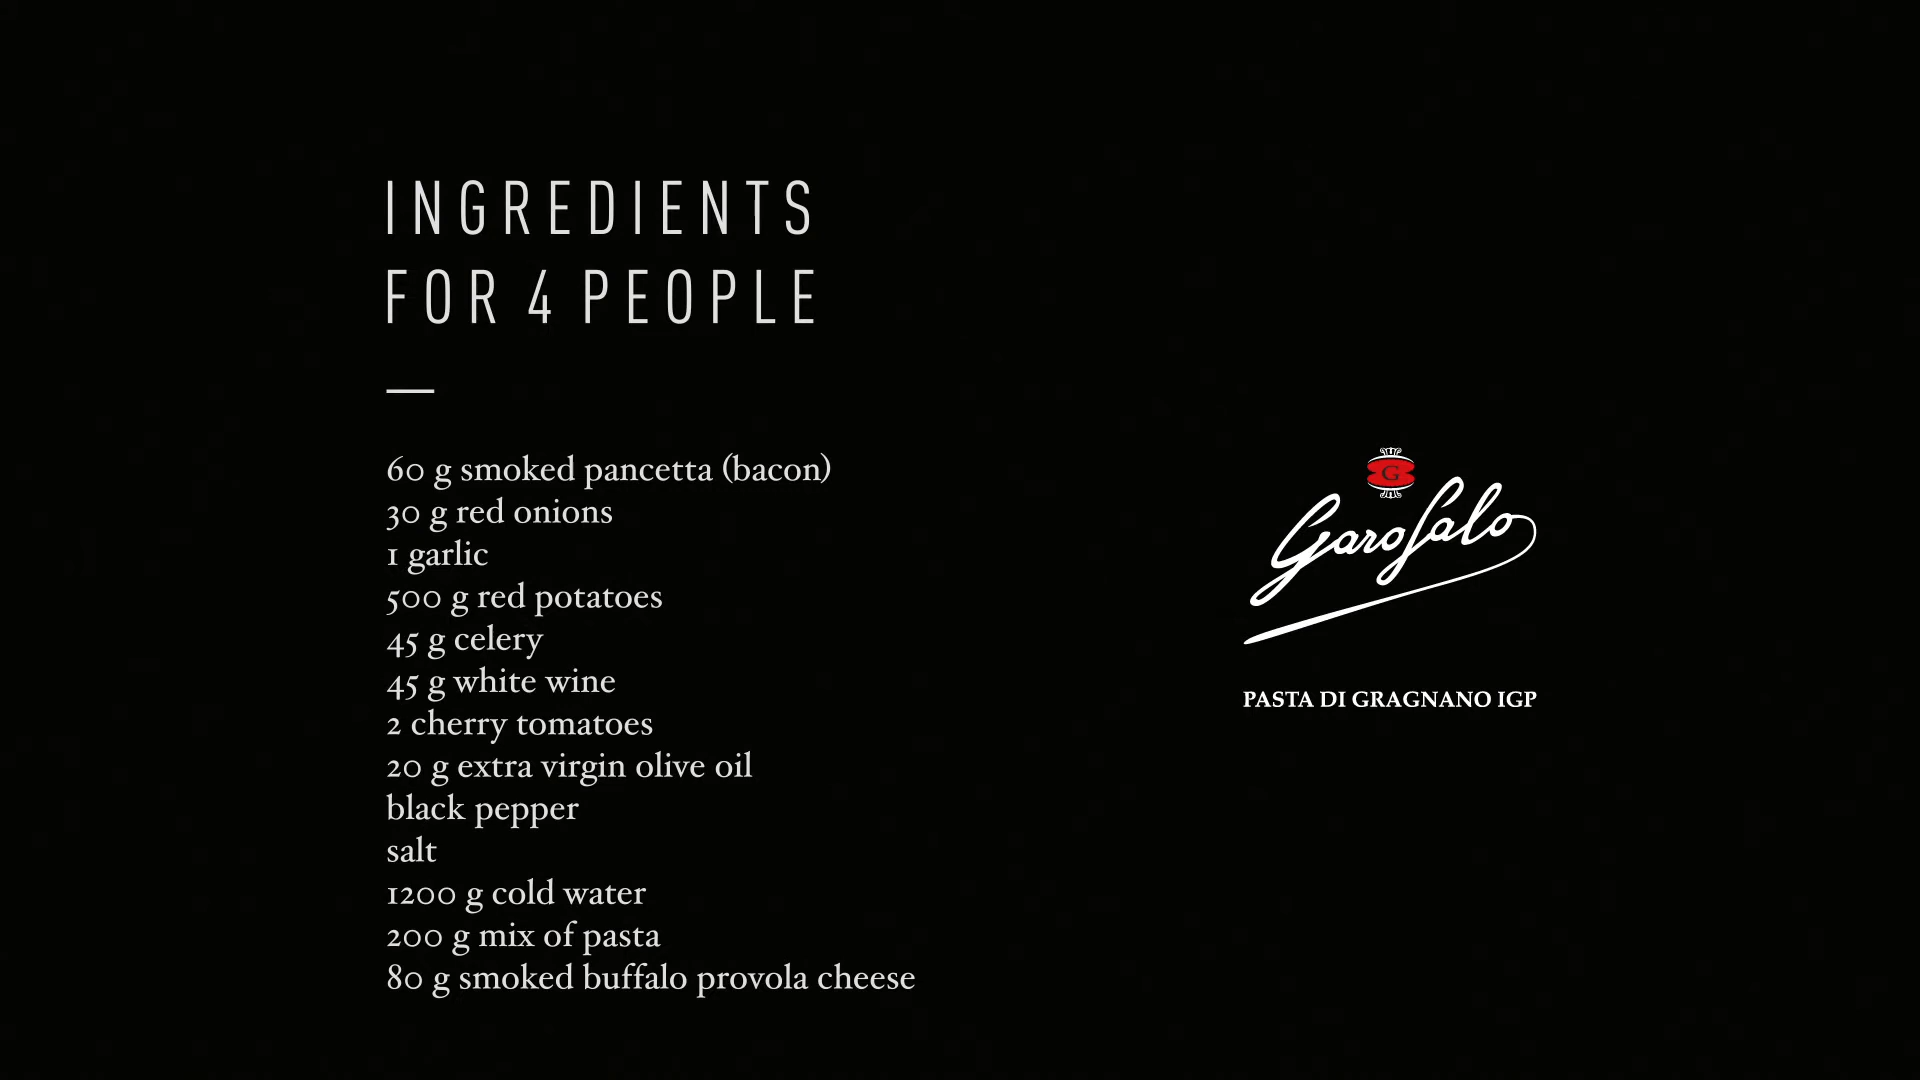 INGREDIENTS
FOR 4 PEOPLE
60 g smoked pancetta (bacon)
30 g red onions
1 garlic
500 g red potatoes
45 g celery
45 g white wine
2 cherry tomatoes
20 g extra virgin olive oil
black pepper
salt
1200 g cold water
200 g mix of pasta
80 g smoked buffalo provola cheese
G
Garofalo
PASTA DI GRAGNANO IGP